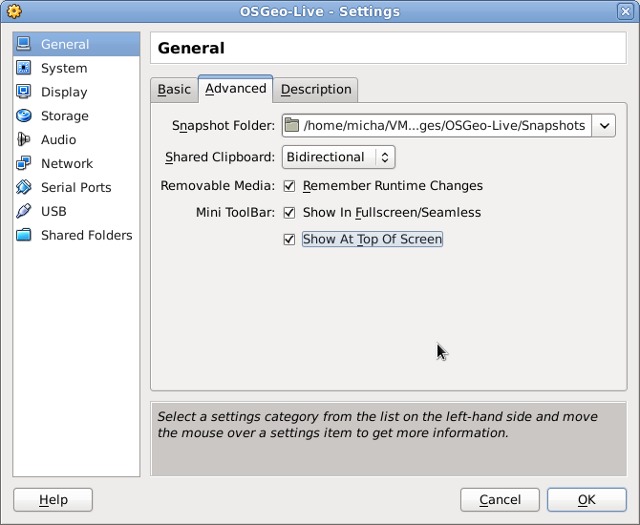 OSGeo-Live - Settings
General
System
Display
Storage
Audio
Network
Serial Ports
USB
Shared Folders
General
Basic
Advanced
Description
Snapshot Folder: /home/micha/VM...ges/OSGeo-Live/Snapshots
Shared Clipboard: Bidirectional
Removable Media: Remember Runtime Changes
Mini ToolBar: Show In Fullscreen/Seamless
Show At Top Of Screen
Select a settings category from the list on the left-hand side and move
the mouse over a settings item to get more information.
Help
Cancel
OK